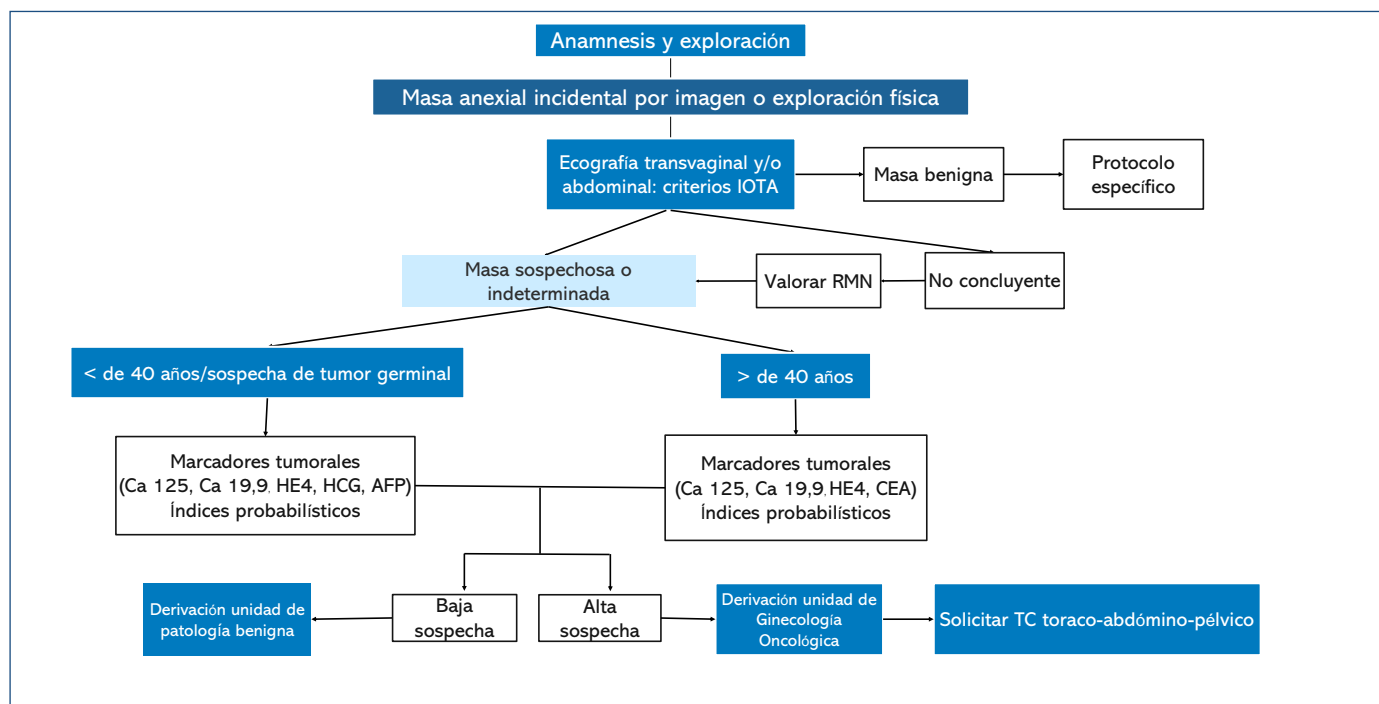 Anamnesis y exploración
Masa anexial incidental por imagen o exploración física
Ecografía transvaginal y/o
abdominal: criterios IOTA
Masa benigna
Protocolo
específico
Masa sospechosa o
indeterminada
Valorar RMN
No concluyente
< de 40 años/sospecha de tumor germinal
> de 40 años
Marcadores tumorales
(Ca 125, Ca 19,9, HE4, HCG, AFP)
Índices probabilísticos
Marcadores tumorales
(Ca 125, Ca 19,9, HE4, CEA)
Índices probabilísticos
Derivación unidad de
patología benigna
Baja
sospecha
Alta
sospecha
Derivación unidad de
Ginecología
Oncológica
Solicitar TC toraco-abdómino-pélvico